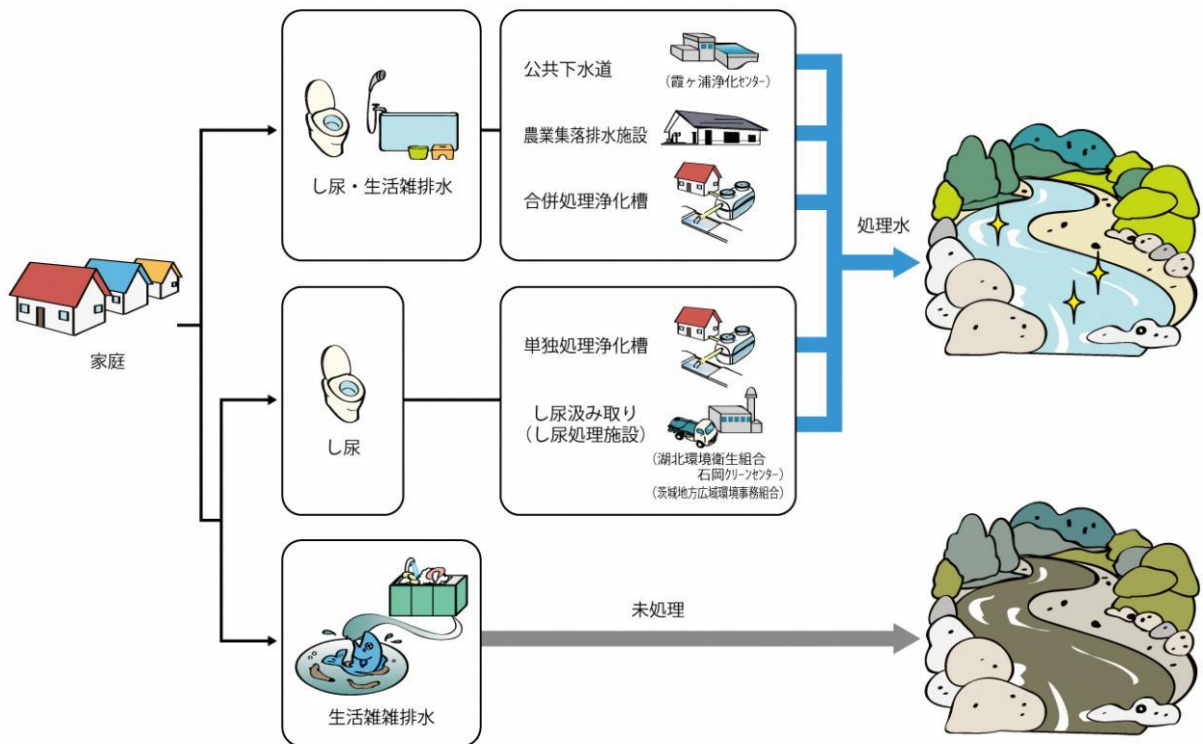 公共下水道
（霞ヶ浦浄化センター）
農業集落排水施設
合併処理浄化槽
し尿・生活雑排水
処理水
家庭
単独処理浄化槽
し尿汲み取り
（し尿処理施設）
（湖北環境衛生組合
石岡クリーンセンター）
（茨城地方広域環境事務組合）
し尿
未処理
生活雑雑排水